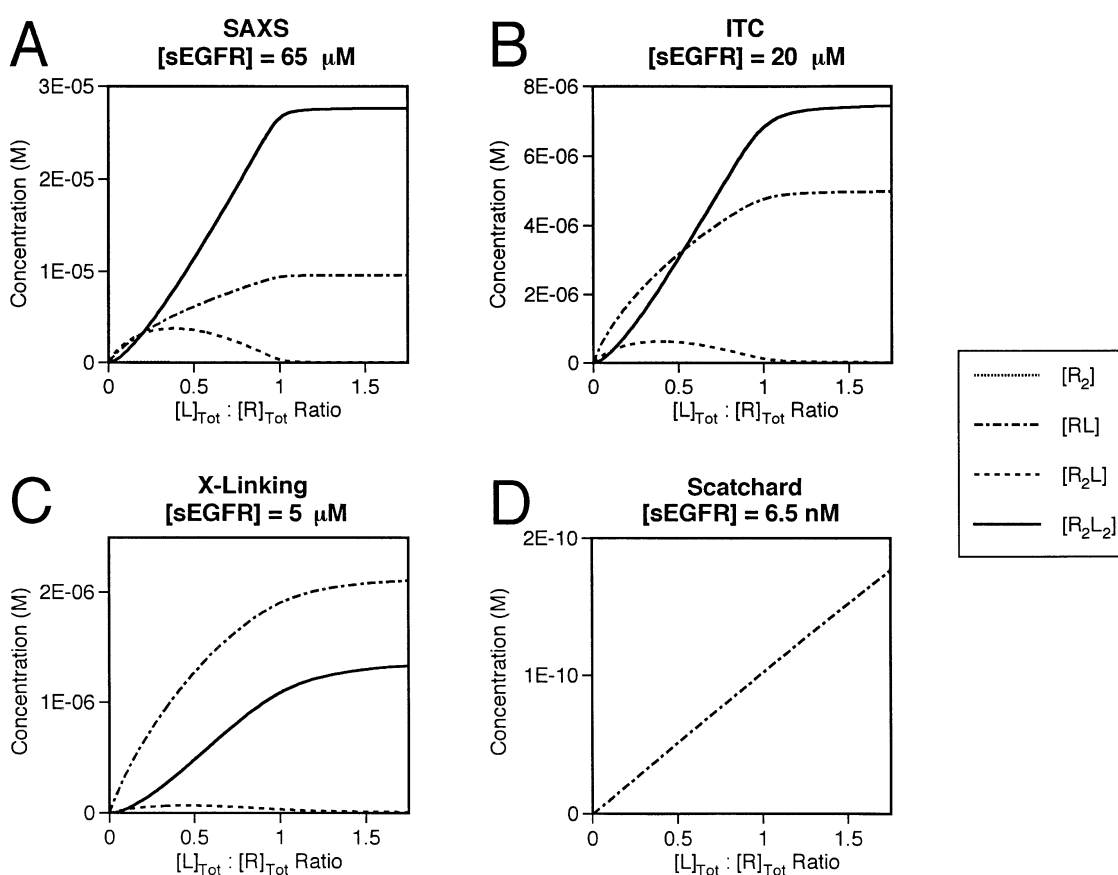 A
SAXS
[sEGFR] = 65 μM
3E-05
2E-05
1E-05
0
Concentration (M)
0 0.5 1 1.5
[L]Tot : [R]Tot Ratio
B
ITC
[sEGFR] = 20 μM
8E-06
6E-06
4E-06
2E-06
0
Concentration (M)
0 0.5 1 1.5
[L]Tot : [R]Tot Ratio
C
X-Linking
[sEGFR] = 5 μM
2E-06
1E-06
0
Concentration (M)
0 0.5 1 1.5
[L]Tot : [R]Tot Ratio
D
Scatchard
[sEGFR] = 6.5 nM
2E-10
1E-10
0
Concentration (M)
0 0.5 1 1.5
[L]Tot : [R]Tot Ratio
[R2]
[RL]
[R2L]
[R2L2]